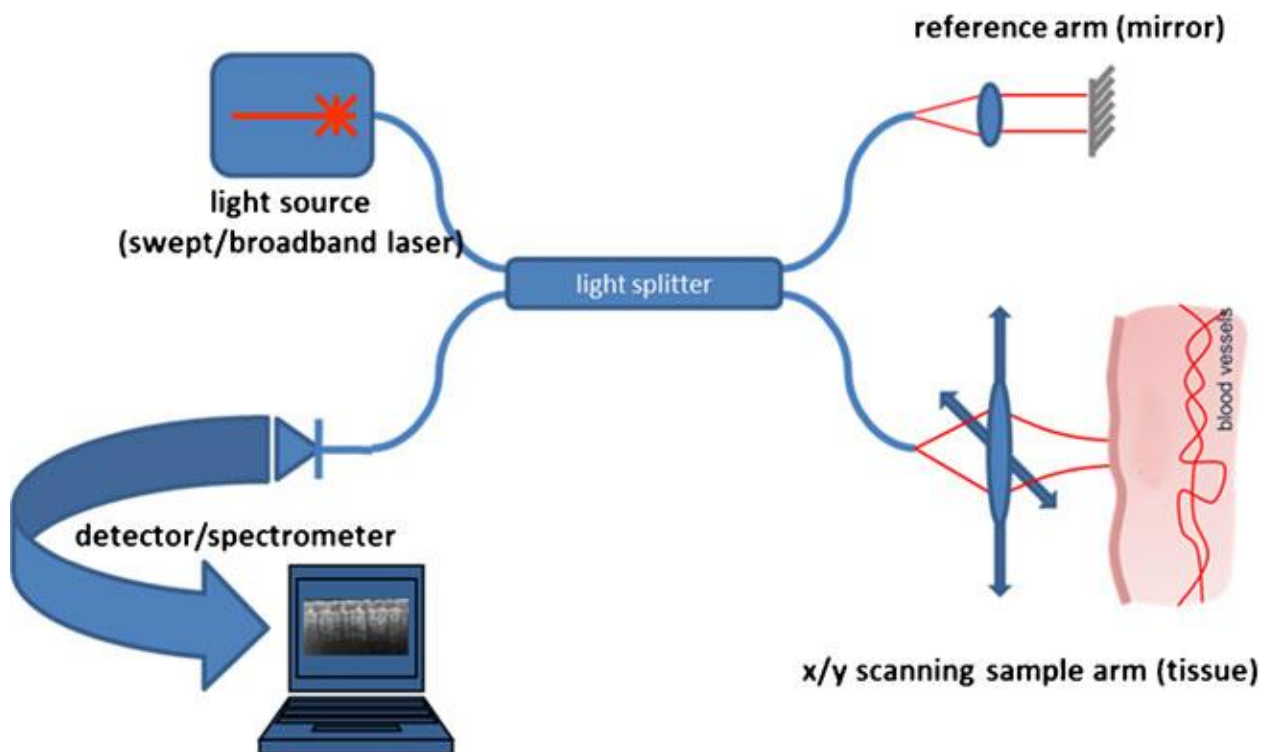 reference arm (mirror)
light source
(swept/broadband laser)
light splitter
blood vessels
detector/spectrometer
x/y scanning sample arm (tissue)